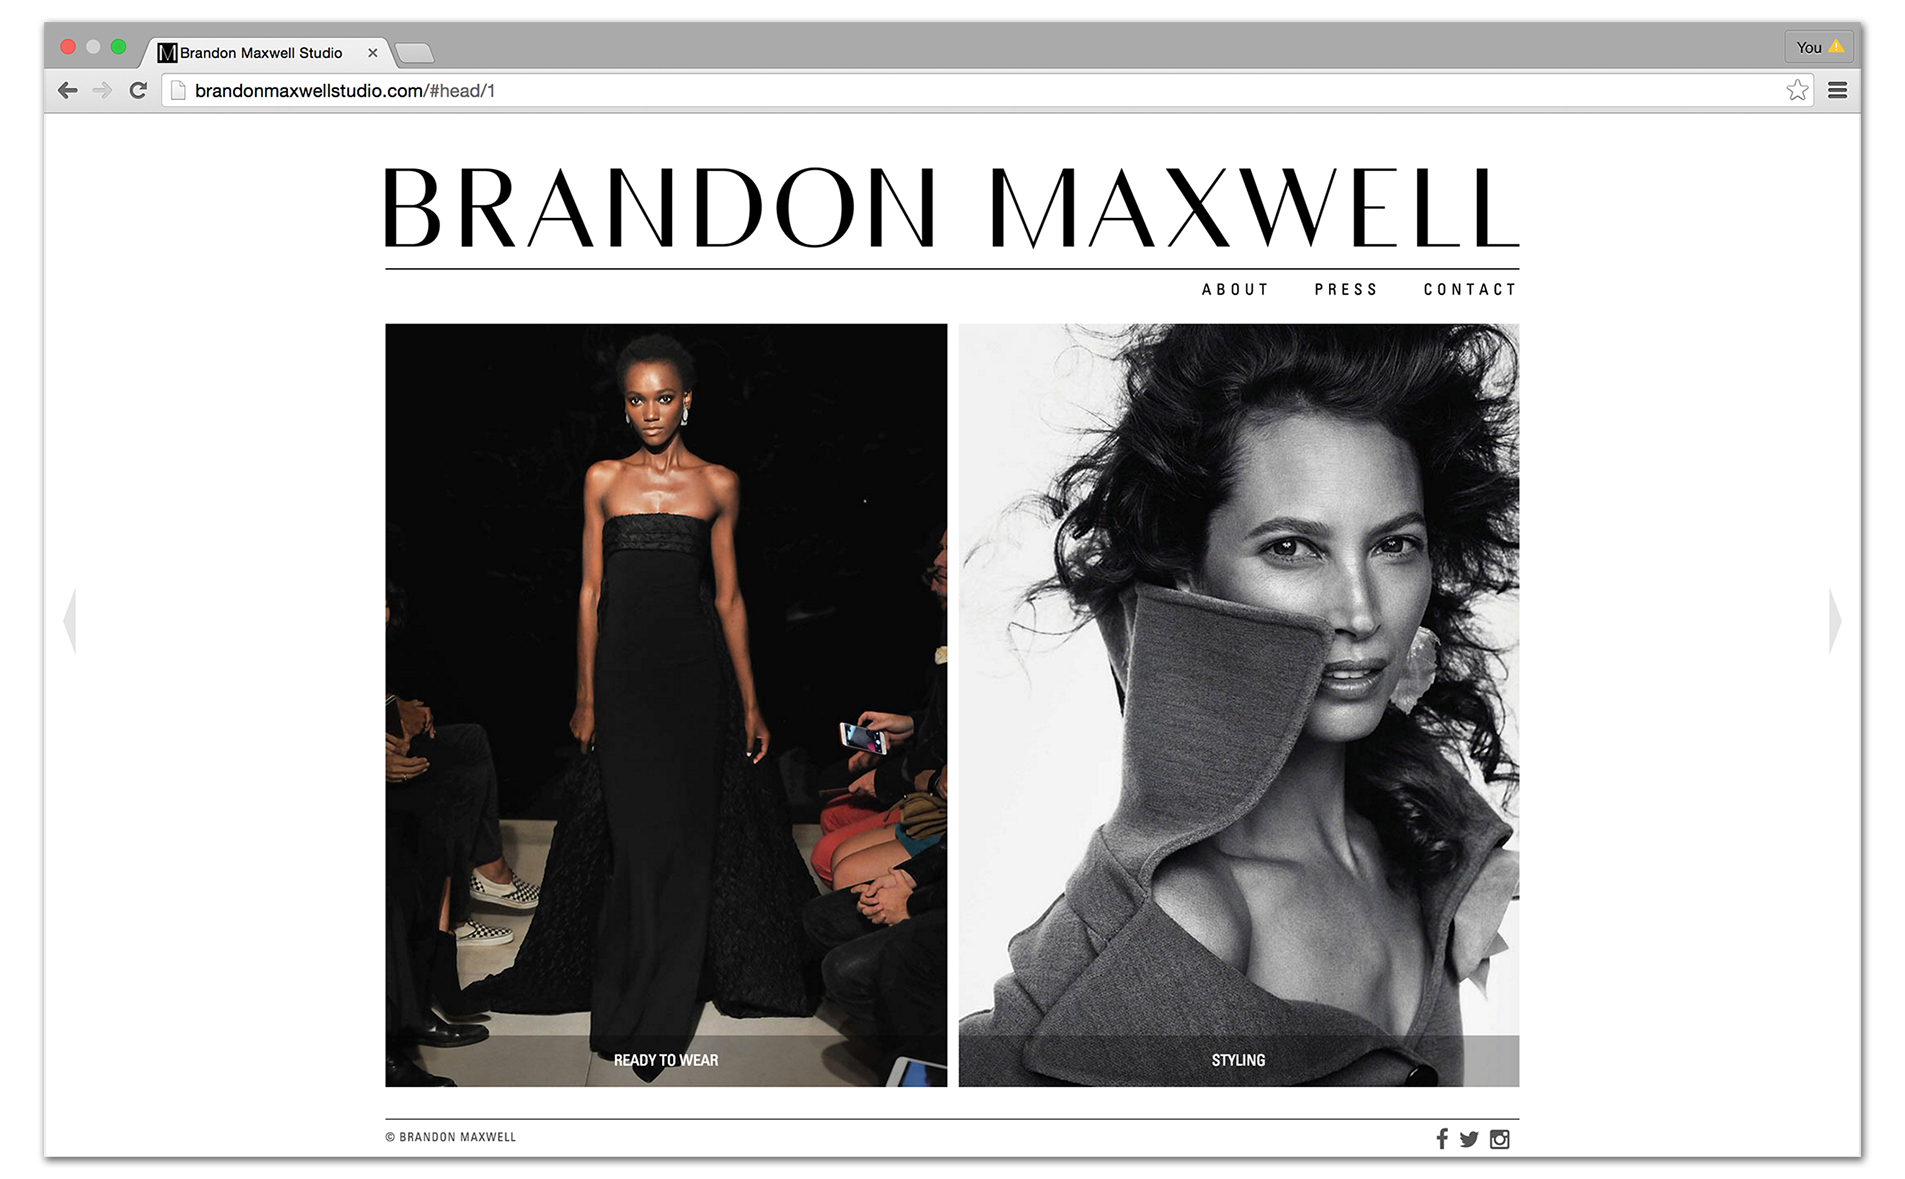 M Brandon Maxwell Studio
You
brandonmaxwellstudio.com/#head/1
BRANDON MAXWELL
ABOUT PRESS CONTACT
READY TO WEAR
STYLING
© BRANDON MAXWELL